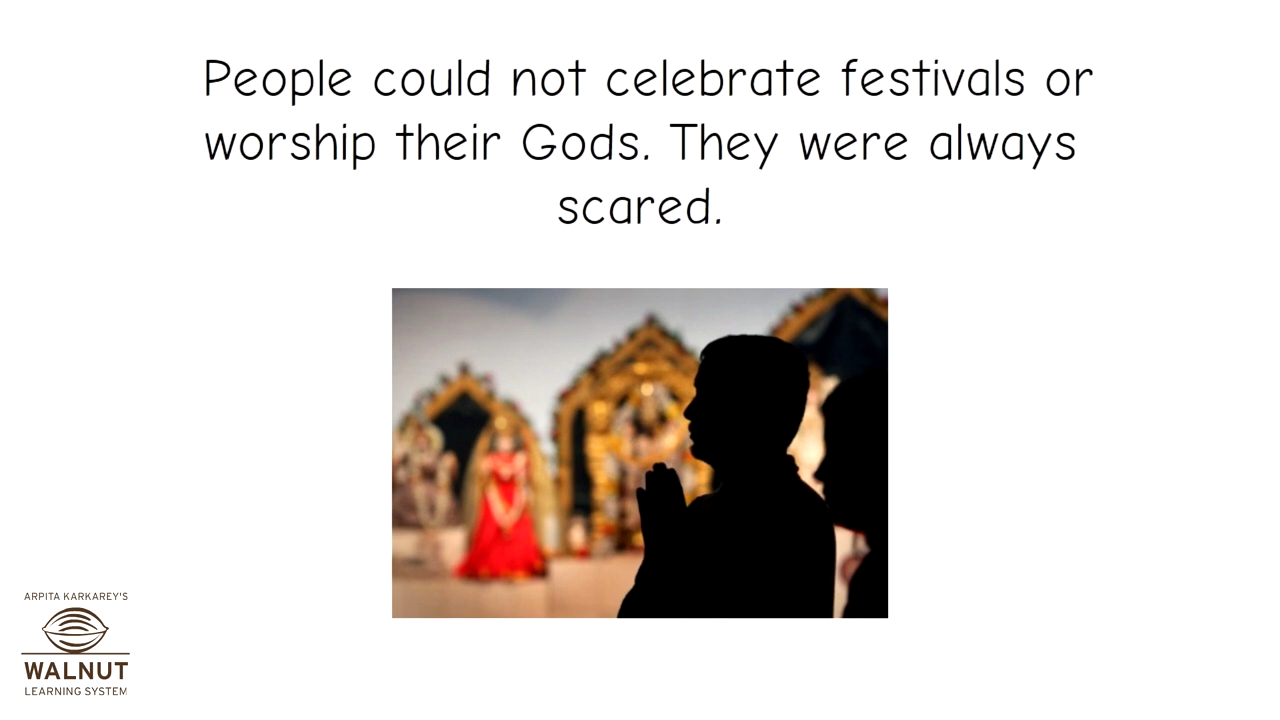 People could not celebrate festivals or
worship their Gods. They were always
scared.
ARPITA KARKAREY'S
WALNUT
LEARNING SYSTEM